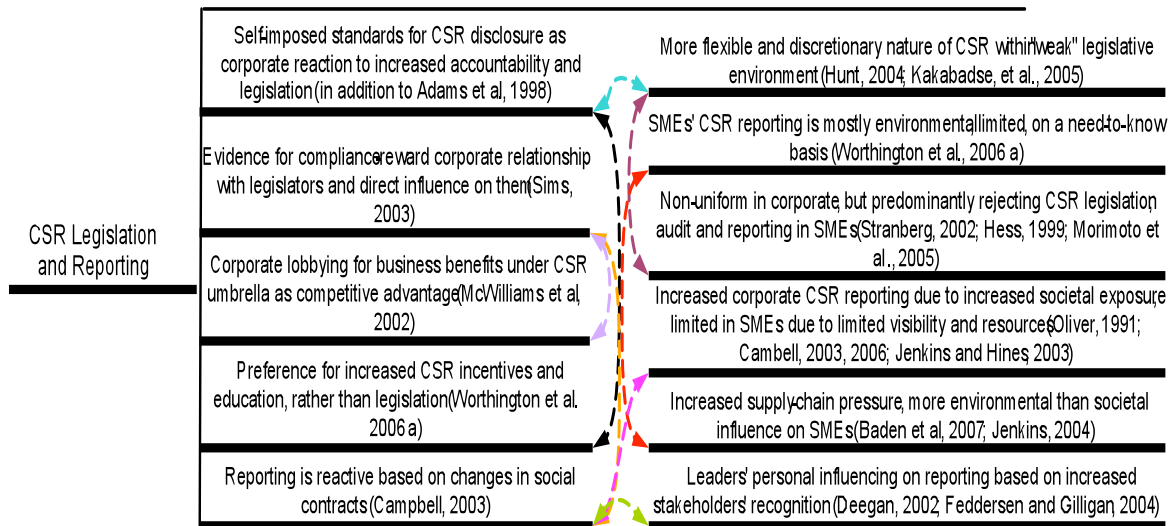 CSR Legislation
and Reporting
Self-imposed standards for CSR disclosure as
corporate reaction to increased accountability and
legislation (in addition to Adams et al, 1998)
Evidence for compliance-reward corporate relationship
with legislators and direct influence on them (Sims,
2003)
Corporate lobbying for business benefits under CSR
umbrella as competitive advantage (McWilliams et al,
2002)
Preference for increased CSR incentives and
education, rather than legislation (Worthington et al.
2006 a)
Reporting is reactive based on changes in social
contracts (Campbell, 2003)
More flexible and discretionary nature of CSR within "weak" legislative
environment (Hunt, 2004; Kakabadse, et al., 2005)
SMEs' CSR reporting is mostly environmental, limited, on a need-to-know
basis (Worthington et al., 2006 a)
Non-uniform in corporate, but predominantly rejecting CSR legislation,
audit and reporting in SMEs (Stranberg, 2002; Hess, 1999; Morimoto et
al., 2005)
Increased corporate CSR reporting due to increased societal exposure,
limited in SMEs due to limited visibility and resources (Oliver, 1991;
Cambell, 2003, 2006; Jenkins and Hines, 2003)
Increased supply-chain pressure, more environmental than societal
influence on SMEs (Baden et al, 2007; Jenkins, 2004)
Leaders' personal influencing on reporting based on increased
stakeholders' recognition (Deegan, 2002, Feddersen and Gilligan, 2004)